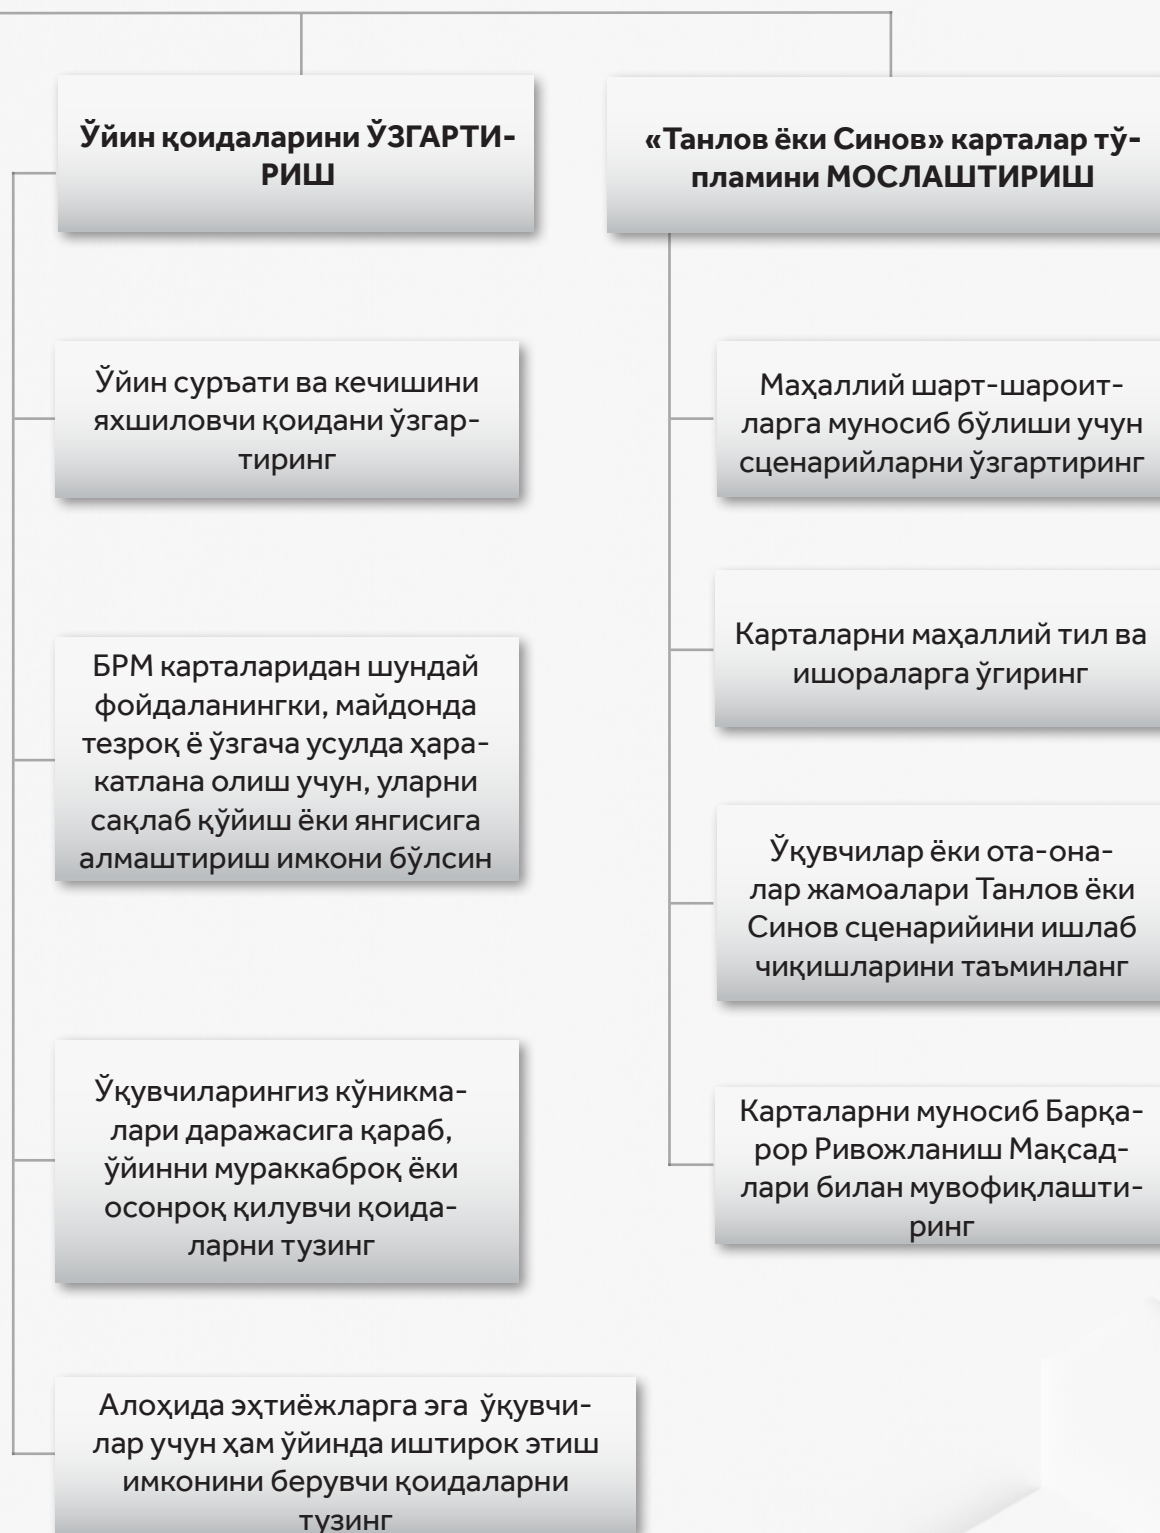 Ўйин қоидаларини ЎЗГАРТИ-
РИШ
Ўйин суръати ва кечишини
яхшиловчи қоидани ўзгар-
тиринг
БРМ карталаридан шундай
фойдаланингки, майдонда
тезроқ ё ўзгача усулда ҳара-
катлана олиш учун, уларни
сақлаб қўйиш ёки янгисига
алмаштириш имкони бўлсин
Ўқувчиларингиз кўникма-
лари даражасига қараб,
ўйинни мураккаброқ ёки
осонроқ қилувчи қоида-
ларни тузинг
Алоҳида эҳтиёжларга эга ўқувчи-
лар учун ҳам ўйинда иштирок этиш
имконини берувчи қоидаларни
тузинг
«Танлов ёки Синов» карталар тў-
пламини МОСЛАШТИРИШ
Маҳаллий шарт-шароит-
ларга муносиб бўлиши учун
сценарийларни ўзгартиринг
Карталарни маҳаллий тил ва
ишораларга ўгиринг
Ўқувчилар ёки ота-она-
лар жамоалари Танлов ёки
Синов сценарийини ишлаб
чиқишларини таъминланг
Карталарни муносиб Барқа-
рор Ривожланиш Мақсад-
лари билан мувофиқлашти-
ринг